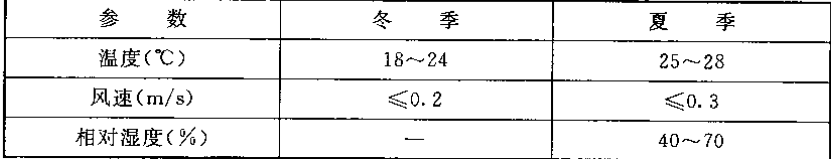 参 数 冬 季 夏 季
温度(℃) 18～24 25～28
风速(m/s) ≤0.2 ≤0.3
相对湿度(%) — 40～70